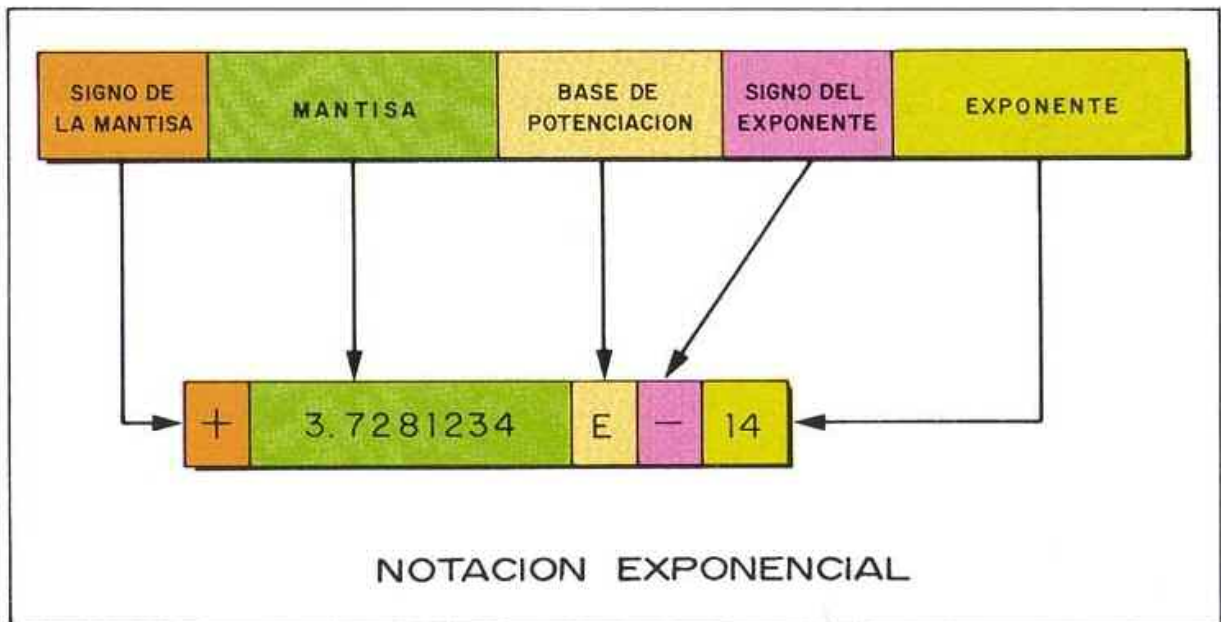 SIGNO DE
LA MANTISA
MANTISA
BASE DE
POTENCIACION
SIGNO DEL
EXPONENTE
EXPONENTE
+ 3.7281234 E - 14
NOTACION EXPONENCIAL